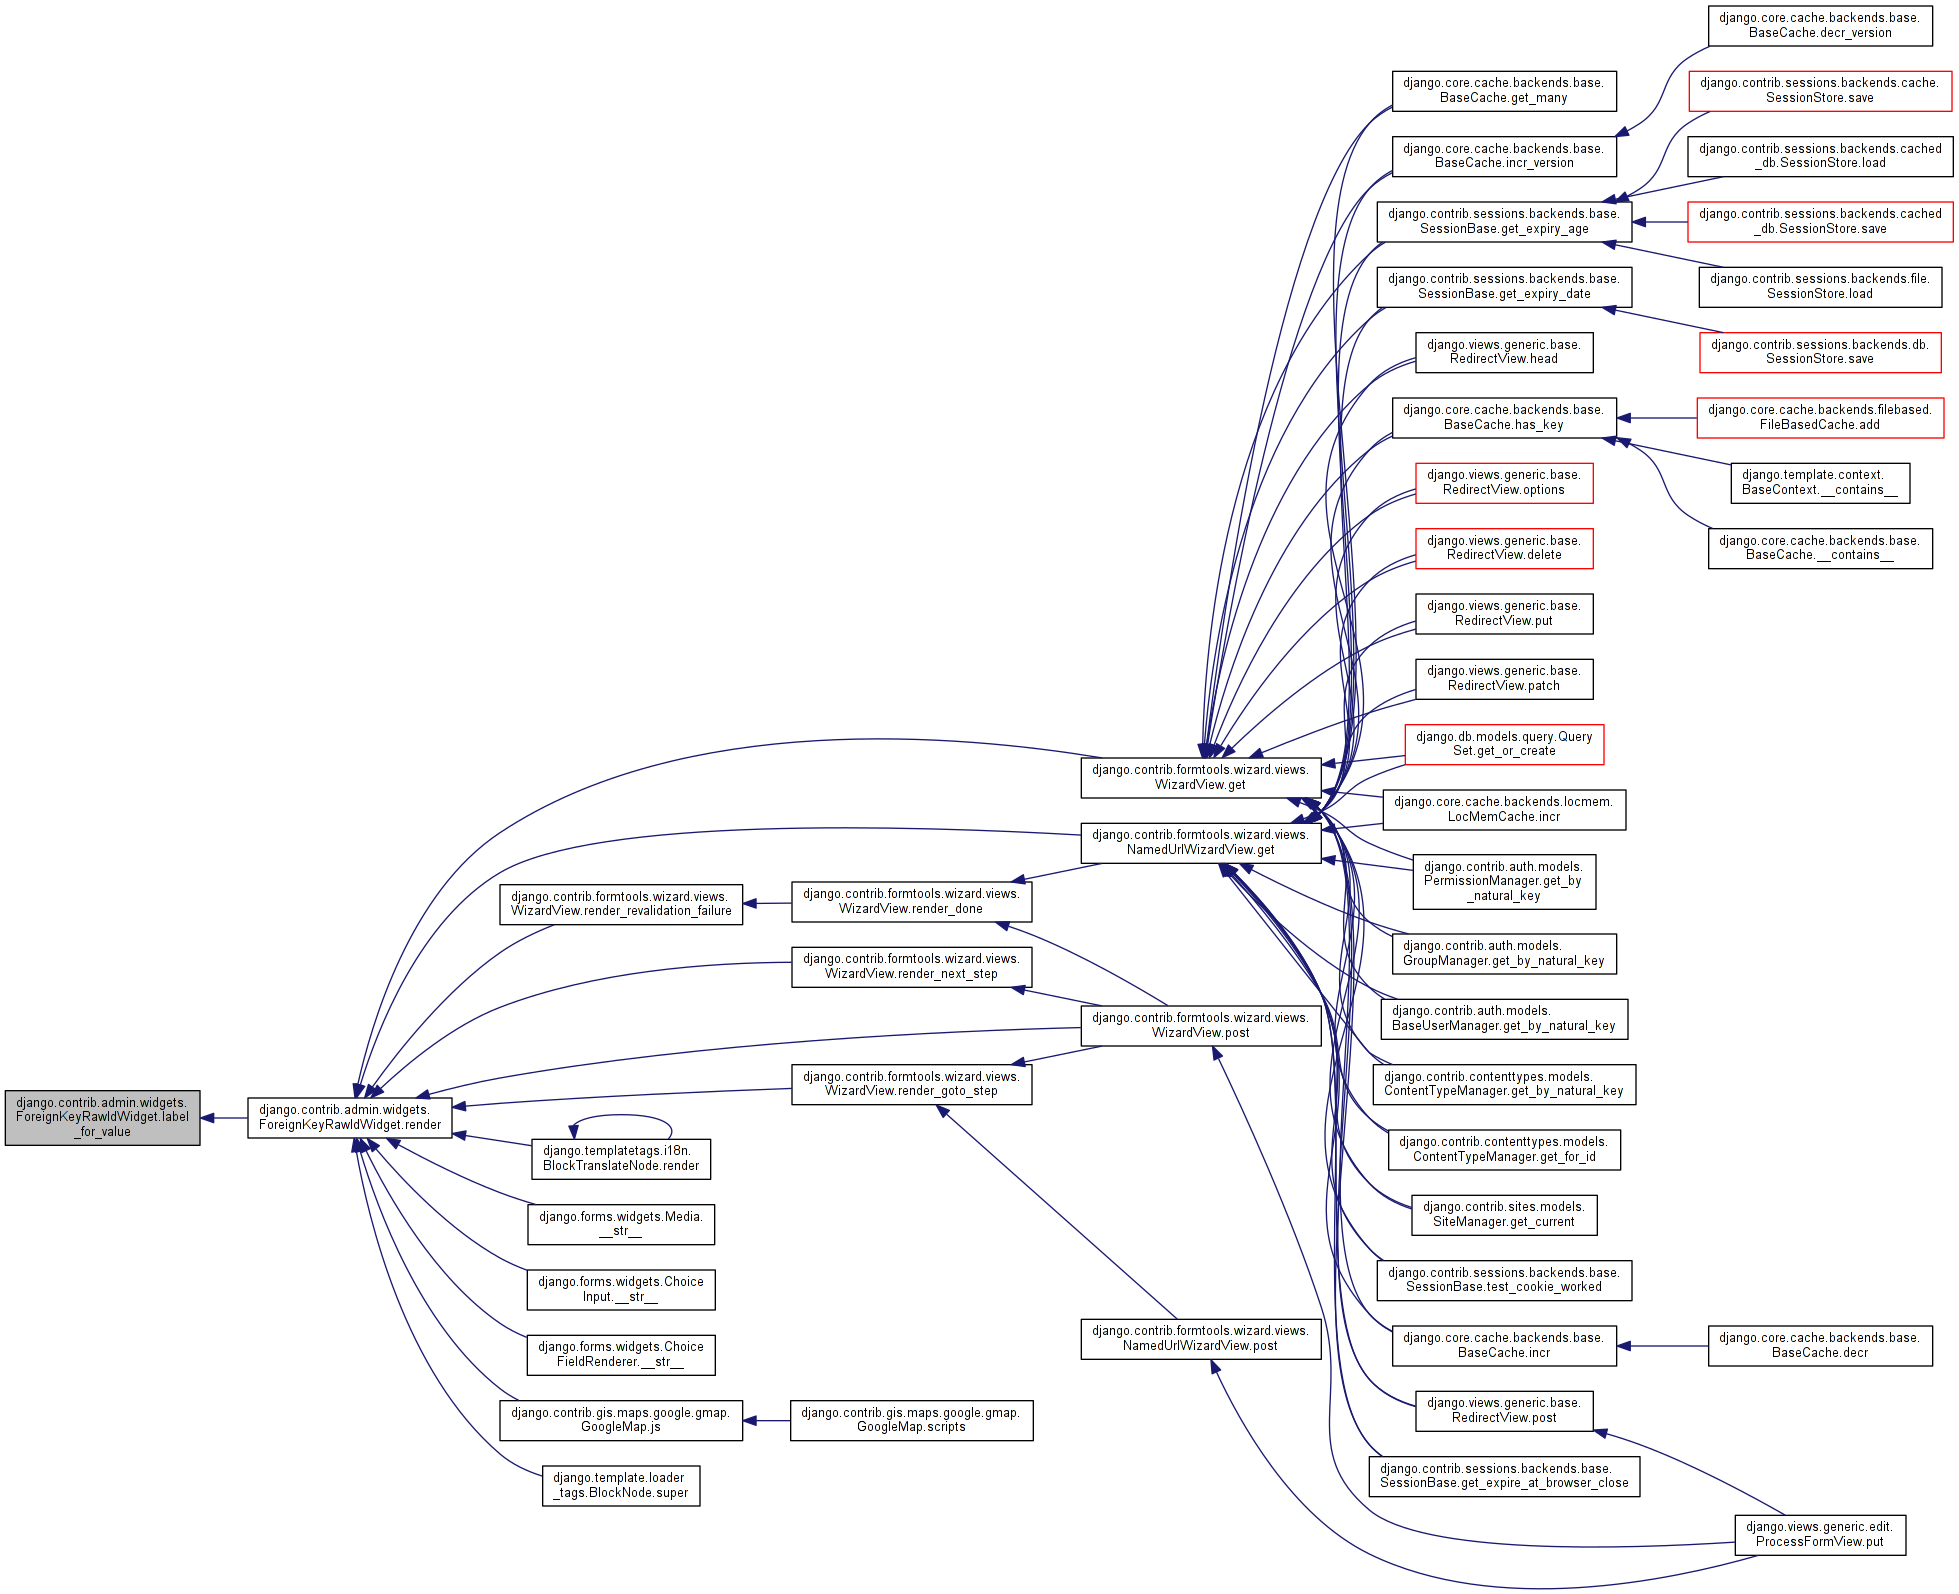 django.contrib.admin.widgets.
ForeignKeyRawIdWidget.label
_for_value
django.contrib.admin.widgets.
ForeignKeyRawIdWidget.render
django.contrib.formtools.wizard.views.
WizardView.render_revalidation_failure
django.templatetags.i18n.
BlockTranslateNode.render
django.forms.widgets.Media.
__str__
django.forms.widgets.Choice
Input.__str__
django.forms.widgets.Choice
FieldRenderer.__str__
django.contrib.gis.maps.google.gmap.
GoogleMap.js
django.template.loader
_tags.BlockNode.super
django.contrib.formtools.wizard.views.
WizardView.render_done
django.contrib.formtools.wizard.views.
WizardView.render_next_step
django.contrib.formtools.wizard.views.
WizardView.render_goto_step
django.contrib.gis.maps.google.gmap.
GoogleMap.scripts
django.contrib.formtools.wizard.views.
WizardView.get
django.contrib.formtools.wizard.views.
NamedUrlWizardView.get
django.contrib.formtools.wizard.views.
WizardView.post
django.contrib.formtools.wizard.views.
NamedUrlWizardView.post
django.core.cache.backends.base.
BaseCache.get_many
django.core.cache.backends.base.
BaseCache.incr_version
django.contrib.sessions.backends.base.
SessionBase.get_expiry_age
django.contrib.sessions.backends.base.
SessionBase.get_expiry_date
django.views.generic.base.
RedirectView.head
django.core.cache.backends.base.
BaseCache.has_key
django.views.generic.base.
RedirectView.options
django.views.generic.base.
RedirectView.delete
django.views.generic.base.
RedirectView.put
django.views.generic.base.
RedirectView.patch
django.db.models.query.Query
Set.get_or_create
django.core.cache.backends.locmem.
LocMemCache.incr
django.contrib.auth.models.
PermissionManager.get_by
_natural_key
django.contrib.auth.models.
GroupManager.get_by_natural_key
django.contrib.auth.models.
BaseUserManager.get_by_natural_key
django.contrib.contenttypes.models.
ContentTypeManager.get_by_natural_key
django.contrib.contenttypes.models.
ContentTypeManager.get_for_id
django.contrib.sites.models.
SiteManager.get_current
django.contrib.sessions.backends.base.
SessionBase.test_cookie_worked
django.core.cache.backends.base.
BaseCache.incr
django.views.generic.base.
RedirectView.post
django.contrib.sessions.backends.base.
SessionBase.get_expire_at_browser_close
django.core.cache.backends.base.
BaseCache.decr_version
django.contrib.sessions.backends.cache.
SessionStore.save
django.contrib.sessions.backends.cached
_db.SessionStore.load
django.contrib.sessions.backends.cached
_db.SessionStore.save
django.contrib.sessions.backends.file.
SessionStore.load
django.contrib.sessions.backends.db.
SessionStore.save
django.core.cache.backends.filebased.
FileBasedCache.add
django.template.context.
BaseContext.__contains__
django.core.cache.backends.base.
BaseCache.__contains__
django.core.cache.backends.base.
BaseCache.decr
django.views.generic.edit.
ProcessFormView.put